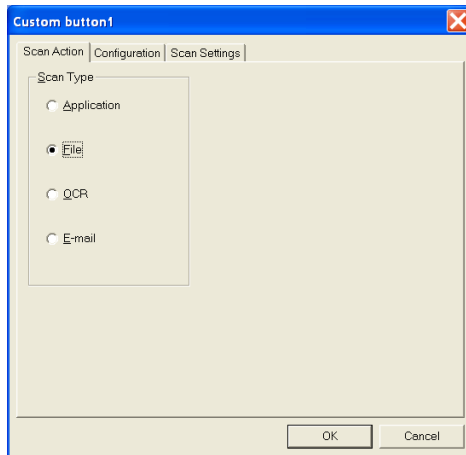 Custom button1
Scan Action Configuration Scan Settings
Scan Type
Application
File
OCR
E-mail
OK Cancel